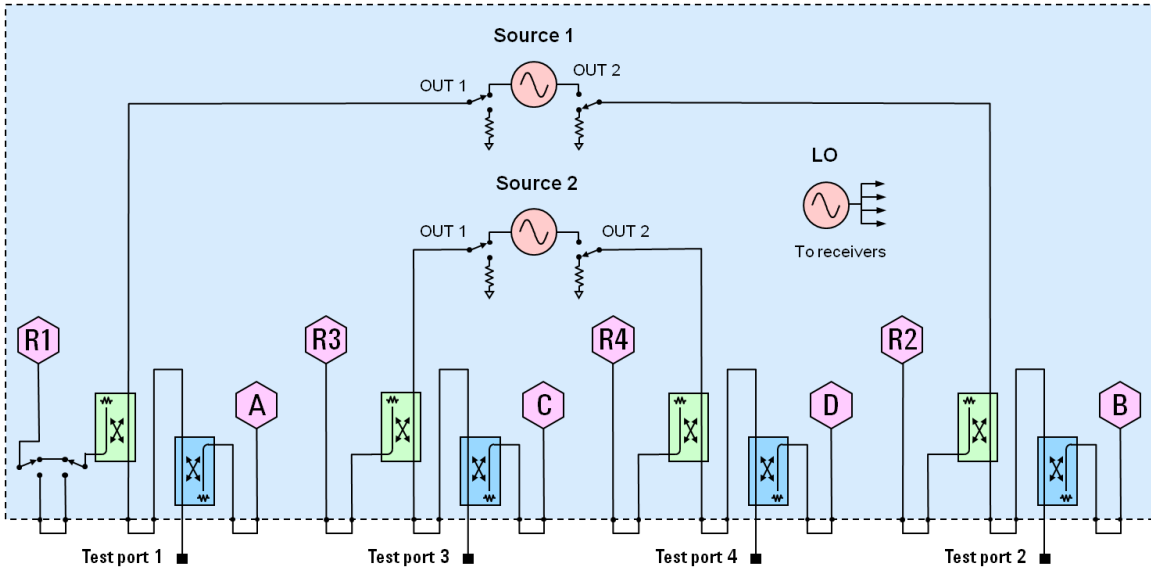 Source 1
OUT 1
OUT 2
LO
Source 2
OUT 1
OUT 2
To receivers
R1
R3
R4
R2
A
C
D
B
Test port 1
Test port 3
Test port 4
Test port 2